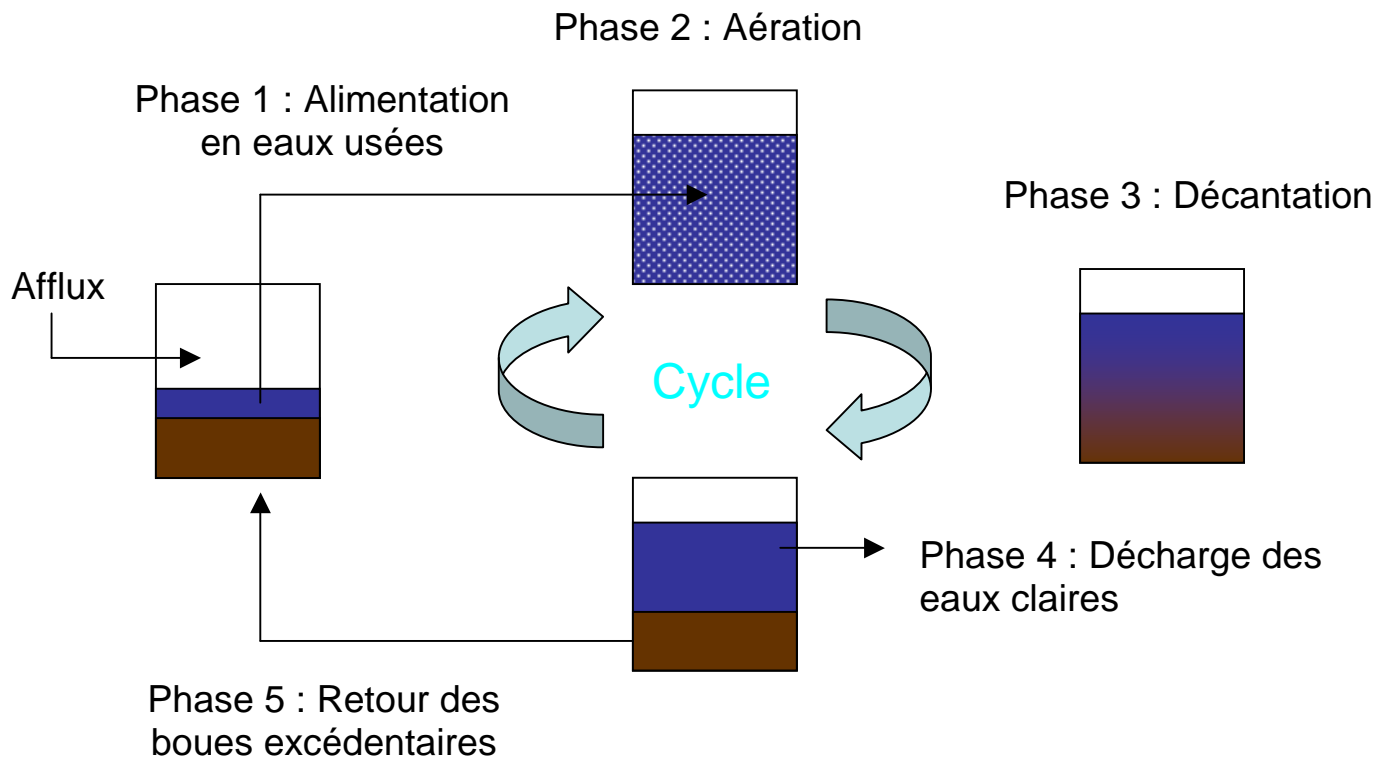 Phase 2 : Aération
Phase 1 : Alimentation
en eaux usées
Phase 3 : Décantation
Afflux
Cycle
Phase 4 : Décharge des
eaux claires
Phase 5 : Retour des
boues excédentaires